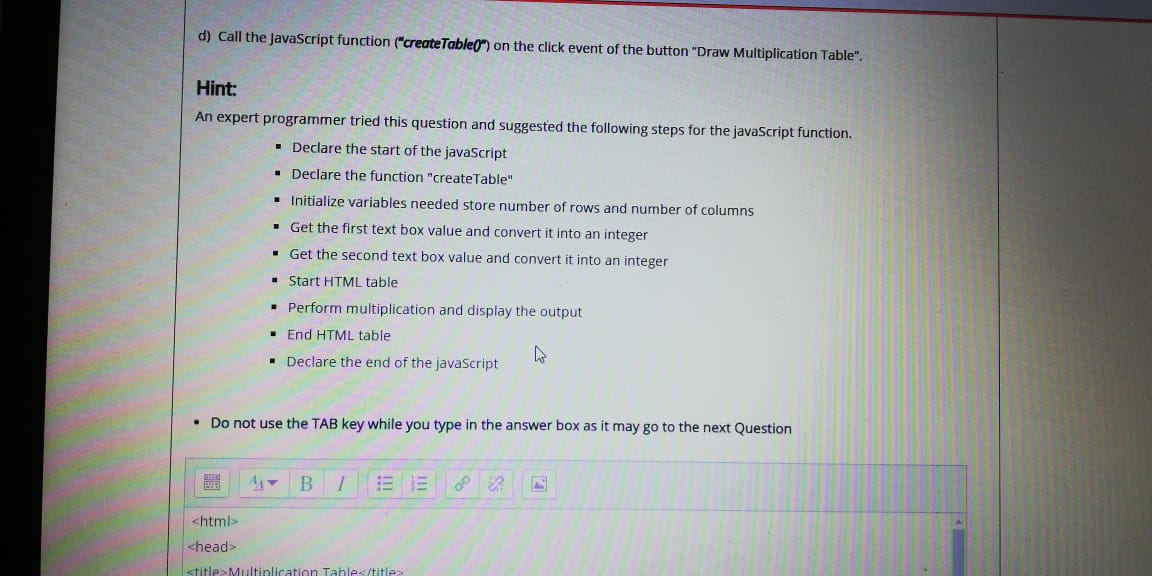 d) Call the JavaScript function ("createTable()") on the click event of the button "Draw Multiplication Table".
Hint:
An expert programmer tried this question and suggested the following steps for the javaScript function.
▪ Declare the start of the javaScript
▪ Declare the function "createTable"
▪ Initialize variables needed store number of rows and number of columns
▪ Get the first text box value and convert it into an integer
▪ Get the second text box value and convert it into an integer
▪ Start HTML table
▪ Perform multiplication and display the output
▪ End HTML table
▪ Declare the end of the javaScript
• Do not use the TAB key while you type in the answer box as it may go to the next Question
B I
<html>
<head>
<title>Multiplication Table</title>